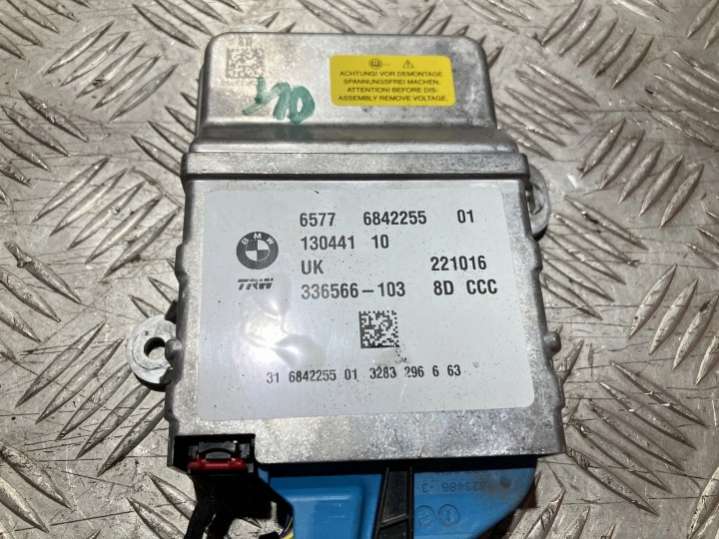 ACHTUNG! VOR DEMONTAGE
SPANNUNGSFREI MACHEN.
ATTENTION! BEFORE DIS-
ASSEMBLY REMOVE VOLTAGE.
6577 6842255 01
BMW
130441 10
UK 221016
TRW
336566-103 8D CCC
31 6842255 01 3283 296 6 63